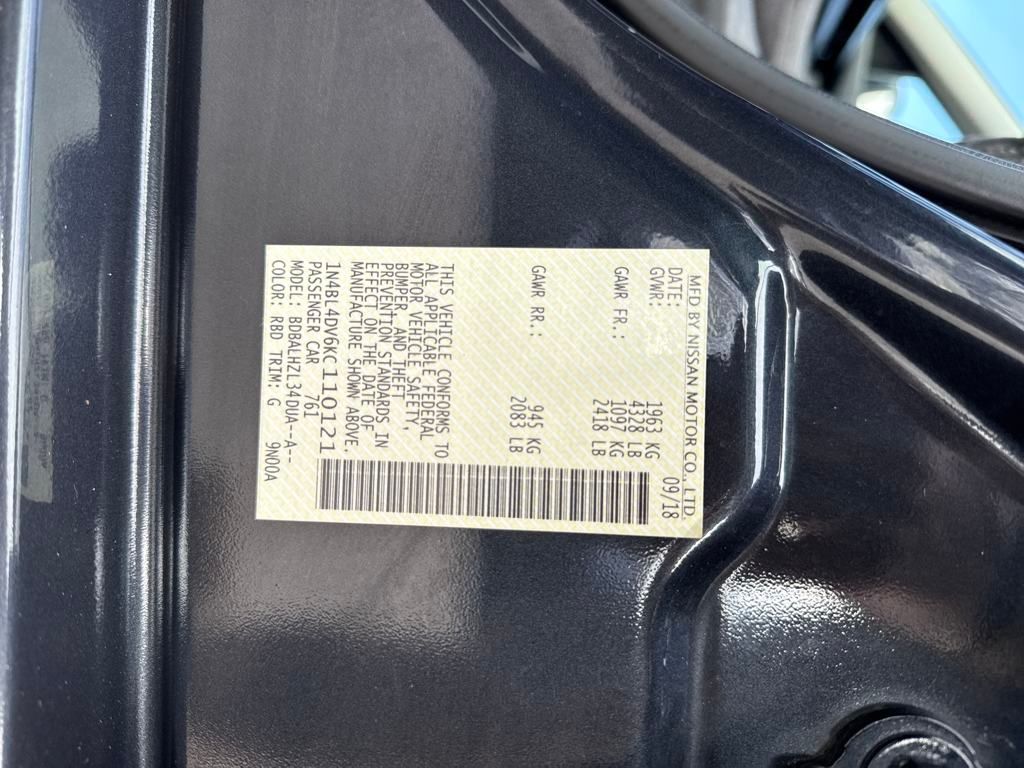 MFD BY NISSAN MOTOR CO., LTD.
DATE: 09/18
GVWR: 1963 KG
4328 LB
GAWR FR.: 1097 KG
2418 LB
GAWR RR.: 945 KG
2083 LB
THIS VEHICLE CONFORMS TO
ALL APPLICABLE FEDERAL
MOTOR VEHICLE SAFETY,
BUMPER, AND THEFT
PREVENTION STANDARDS IN
EFFECT ON THE DATE OF
MANUFACTURE SHOWN ABOVE.
1N4BL4DV6KC110121
PASSENGER CAR 761
MODEL: BDBALHZL34DUA--A--
COLOR: RBD TRIM: G 9N00A